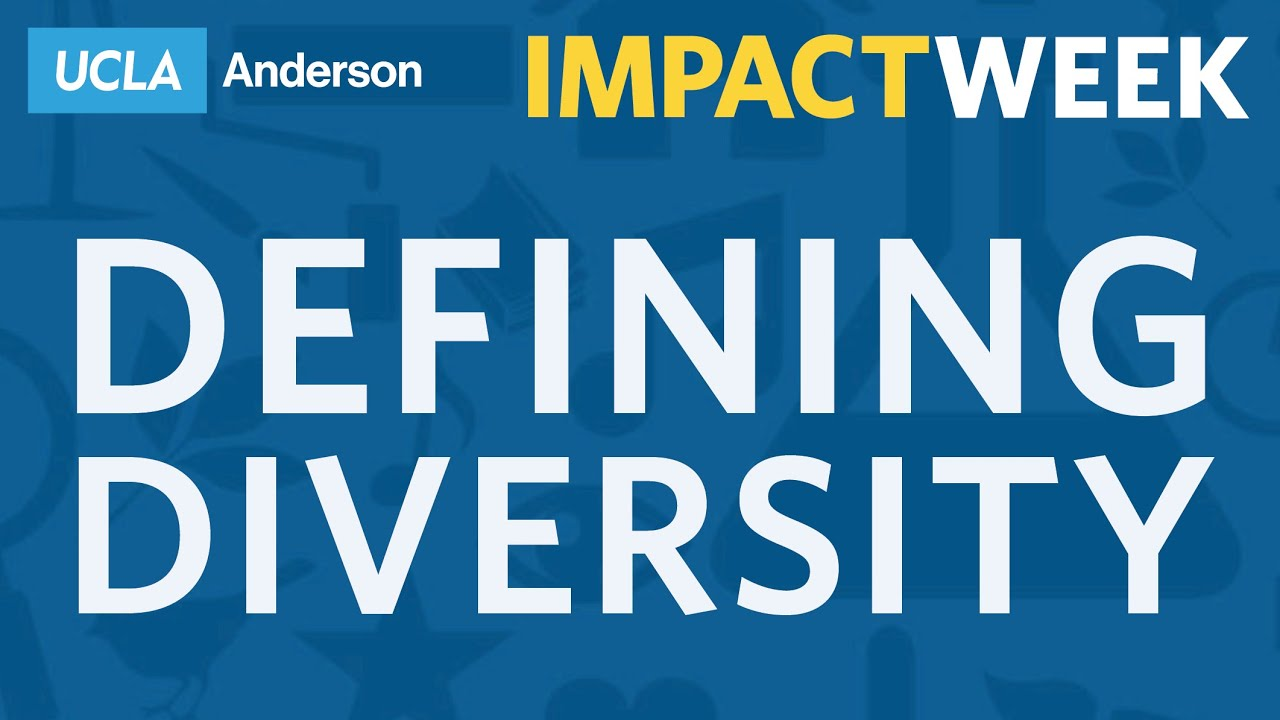 UCLA Anderson
IMPACTWEEK
DEFINING
DIVERSITY